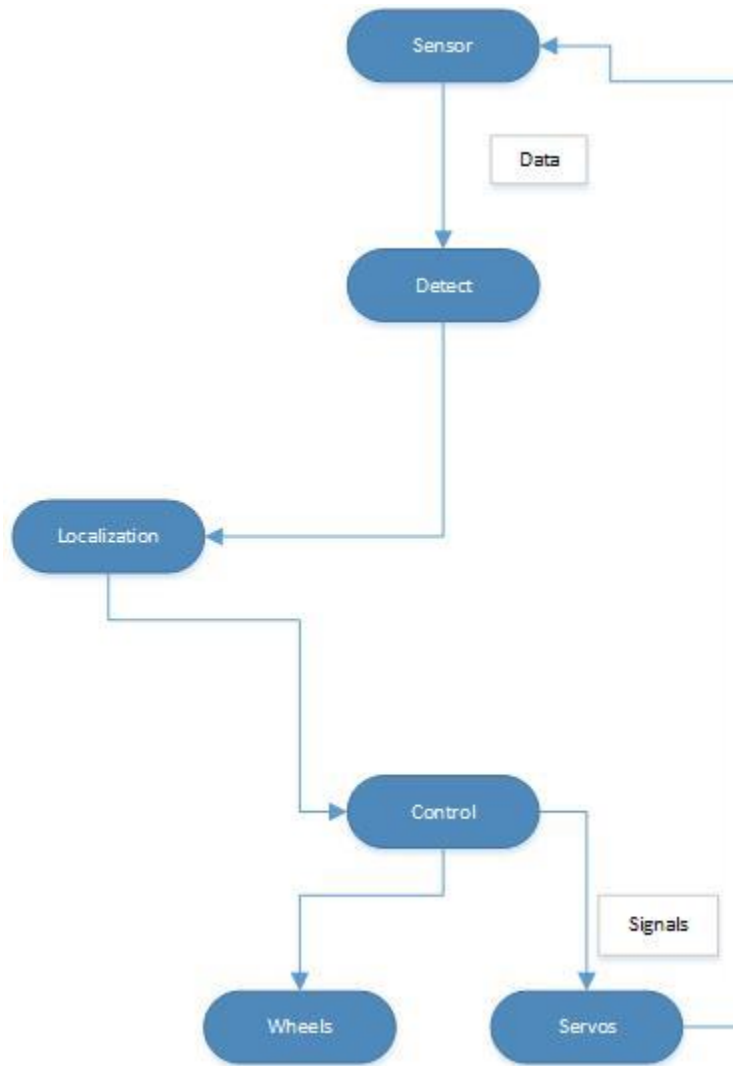 Sensor
Data
Detect
Localization
Control
Signals
Wheels
Servos